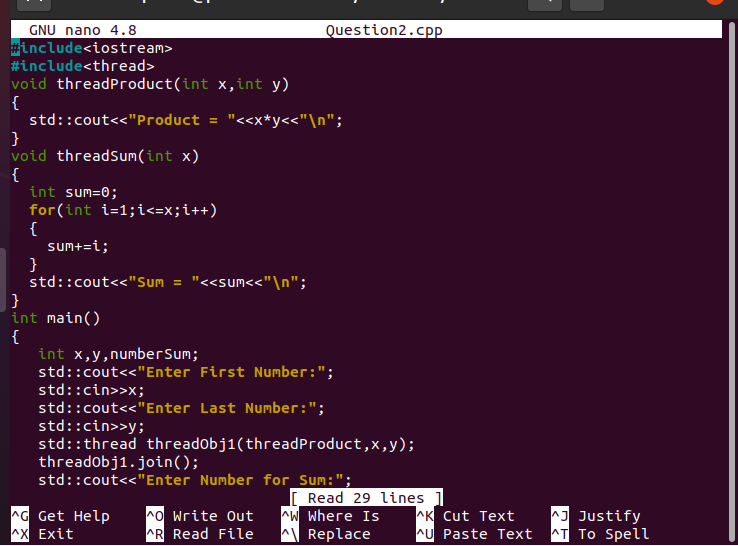 GNU nano 4.8 Question2.cpp
#include<iostream>
#include<thread>
void threadProduct(int x,int y)
{
  std::cout<<"Product = "<<x*y<<"\n";
}
void threadSum(int x)
{
  int sum=0;
  for(int i=1;i<=x;i++)
  {
    sum+=i;
  }
  std::cout<<"Sum = "<<sum<<"\n";
}
int main()
{
   int x,y,numberSum;
   std::cout<<"Enter First Number:";
   std::cin>>x;
   std::cout<<"Enter Last Number:";
   std::cin>>y;
   std::thread threadObj1(threadProduct,x,y);
   threadObj1.join();
   std::cout<<"Enter Number for Sum:";
[ Read 29 lines ]
^G Get Help ^O Write Out ^W Where Is ^K Cut Text ^J Justify
^X Exit ^R Read File ^\ Replace ^U Paste Text ^T To Spell